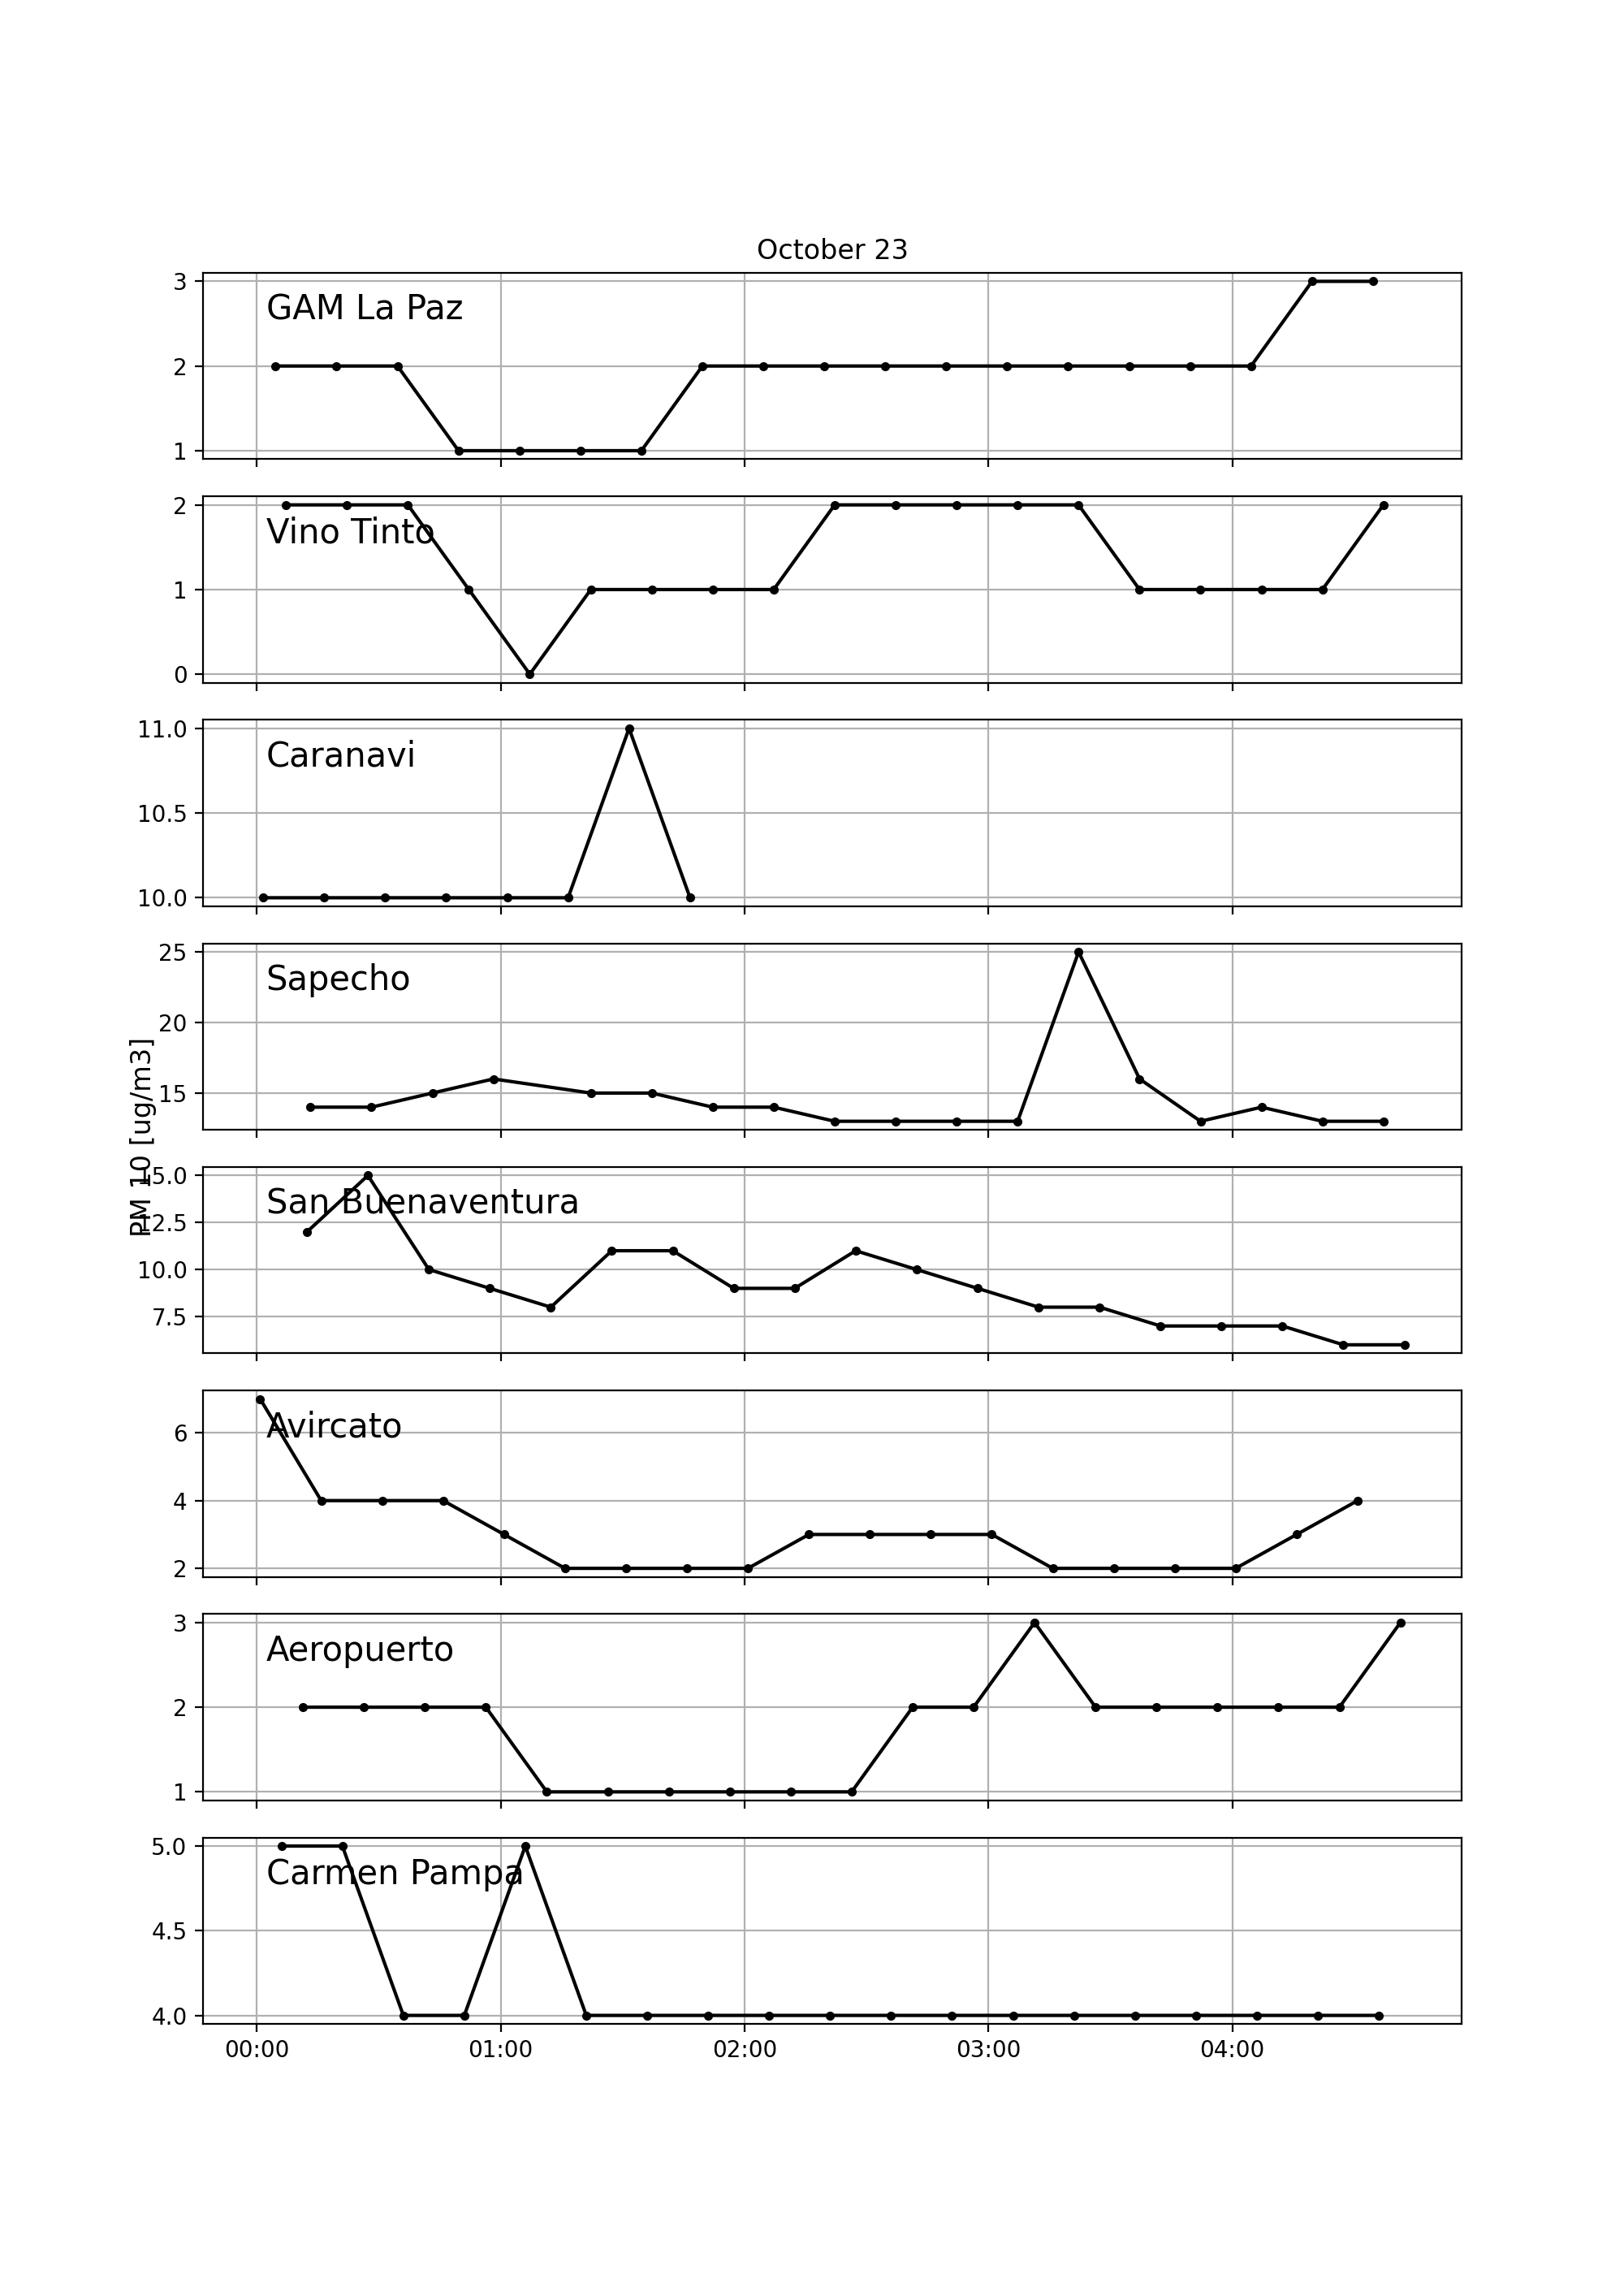 October 23
GAM La Paz
3
2
1
Vino Tinto
2
1
0
Caranavi
11.0
10.5
10.0
Sapecho
25
20
15
PM 10 [ug/m3]
San Buenaventura
15.0
12.5
10.0
7.5
Avircato
6
4
2
Aeropuerto
3
2
1
Carmen Pampa
5.0
4.5
4.0
00:00 01:00 02:00 03:00 04:00